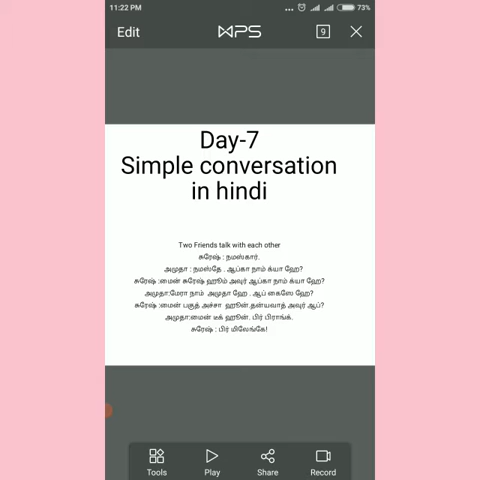 11:22 PM
... 73%
Edit WPS 9
Day-7
Simple conversation
in hindi
Two Friends talk with each other
சுரேஷ் : நமஸ்கார்.
அமுதா : நமஸ்தே . ஆப்கா நாம் க்யா ஹே?
சுரேஷ் :மைன் சுரேஷ் ஹூம் அவுர் ஆப்கா நாம் க்யா ஹே?
அமுதா:மேரா நாம் அமுதா ஹே . ஆப் கைஸே ஹே?
சுரேஷ் :மைன் பகுத் அச்சா ஹூன்.தன்யவாத் அவுர் ஆப்?
அமுதா:மைன் டீக் ஹூன். பிர் பிராங்க்.
சுரேஷ் : பிர் மிலேங்கே!
Tools Play Share Record